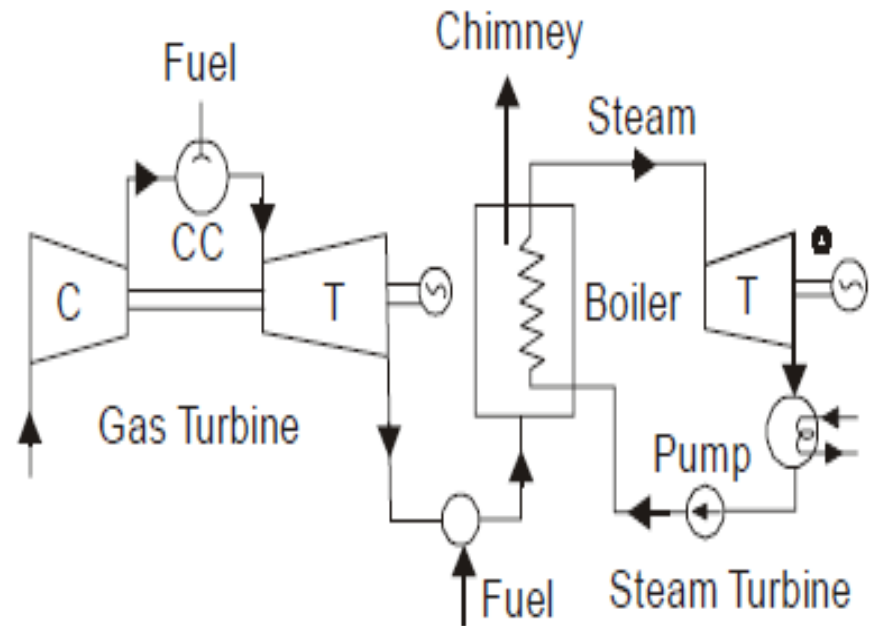 Chimney
Fuel
Steam
CC
C
T
T
Boiler
Gas Turbine
Pump
Fuel
Steam Turbine